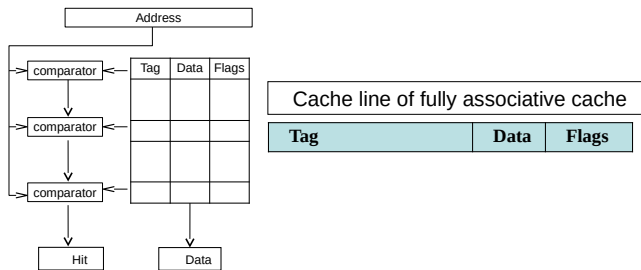 Address
Tag Data Flags
comparator
comparator
comparator
Hit Data
Cache line of fully associative cache
Tag Data Flags